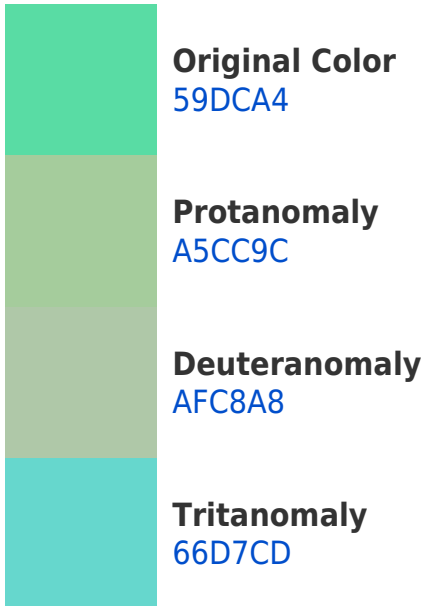 Original Color
59DCA4
Protanomaly
A5CC9C
Deuteranomaly
AFC8A8
Tritanomaly
66D7CD